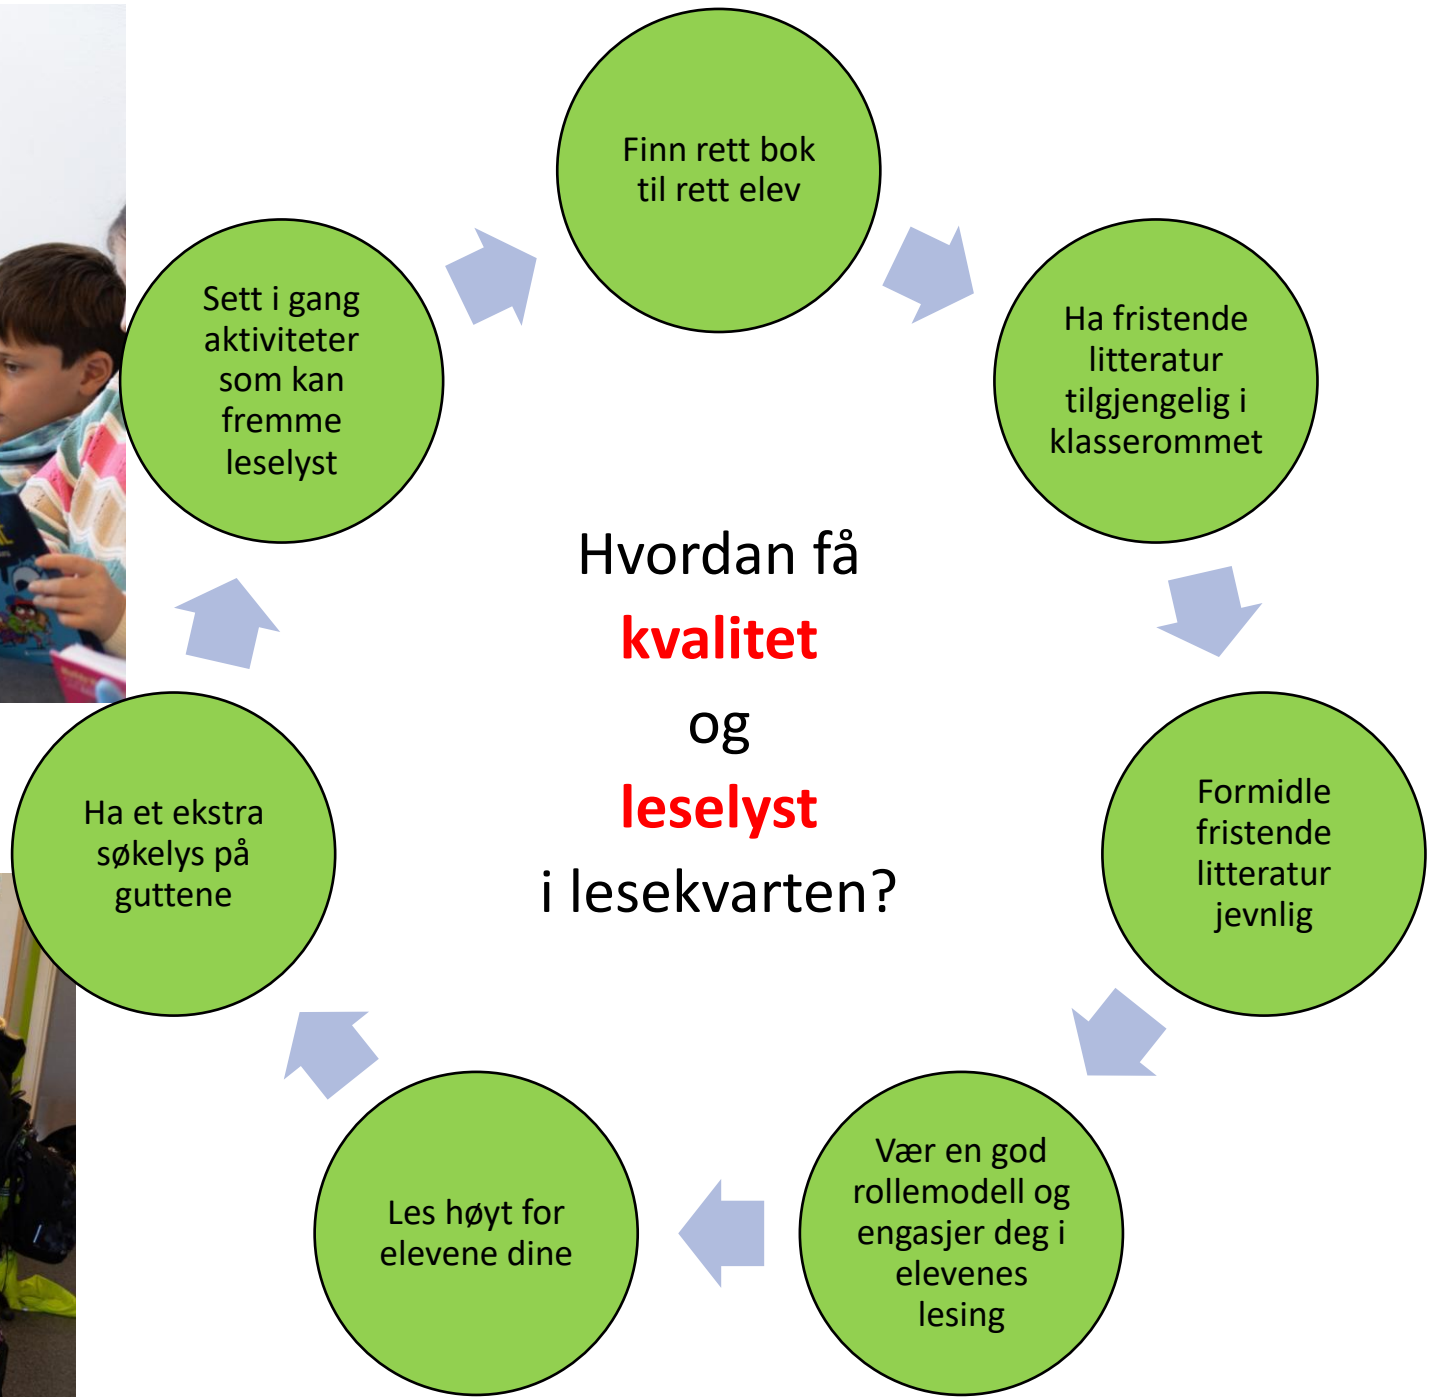 Finn rett bok
til rett elev
Ha fristende
litteratur
tilgjengelig i
klasserommet
Formidle
fristende
litteratur
jevnlig
Vær en god
rollemodell og
engasjer deg i
elevenes
lesing
Les høyt for
elevene dine
Ha et ekstra
søkelys på
guttene
Sett i gang
aktiviteter
som kan
fremme
leselyst
Hvordan få
kvalitet
og
leselyst
i lesekvarten?